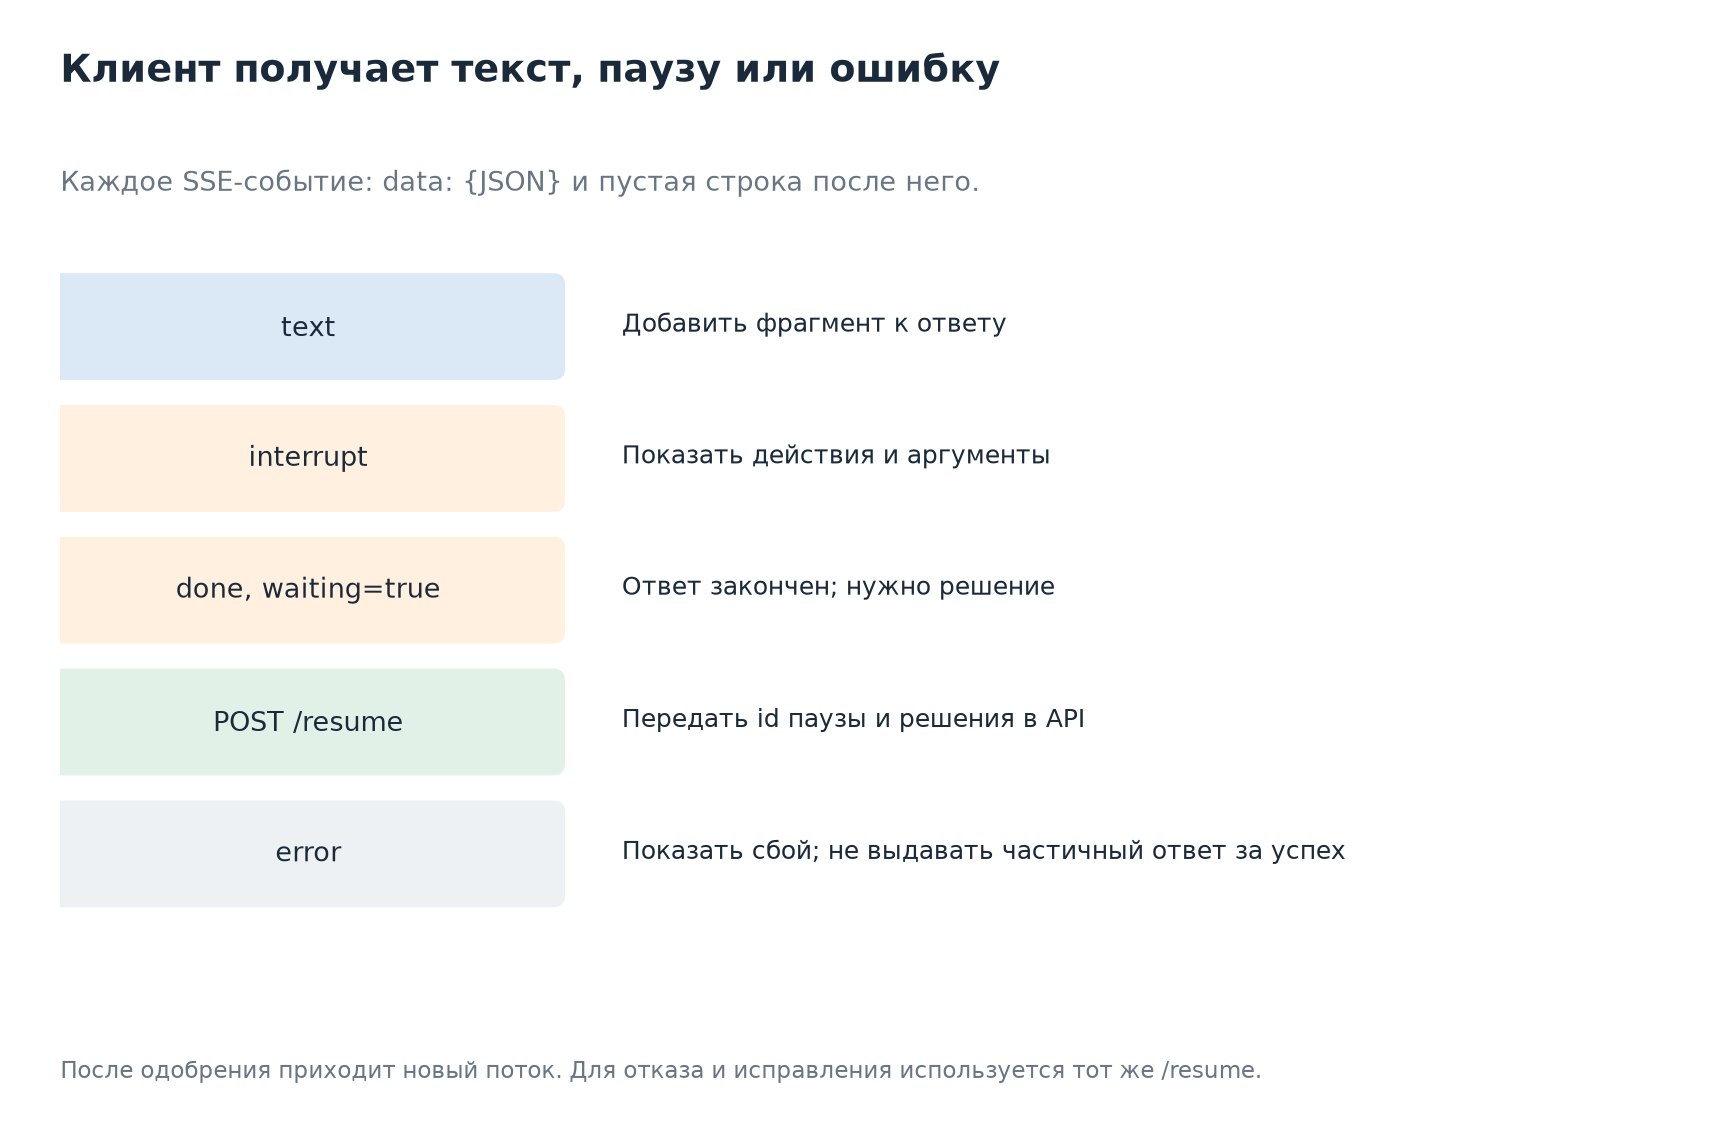 Клиент получает текст, паузу или ошибку
Каждое SSE-событие: data: {JSON} и пустая строка после него.
text
Добавить фрагмент к ответу
interrupt
Показать действия и аргументы
done, waiting=true
Ответ закончен; нужно решение
POST /resume
Передать id паузы и решения в API
error
Показать сбой; не выдавать частичный ответ за успех
После одобрения приходит новый поток. Для отказа и исправления используется тот же /resume.